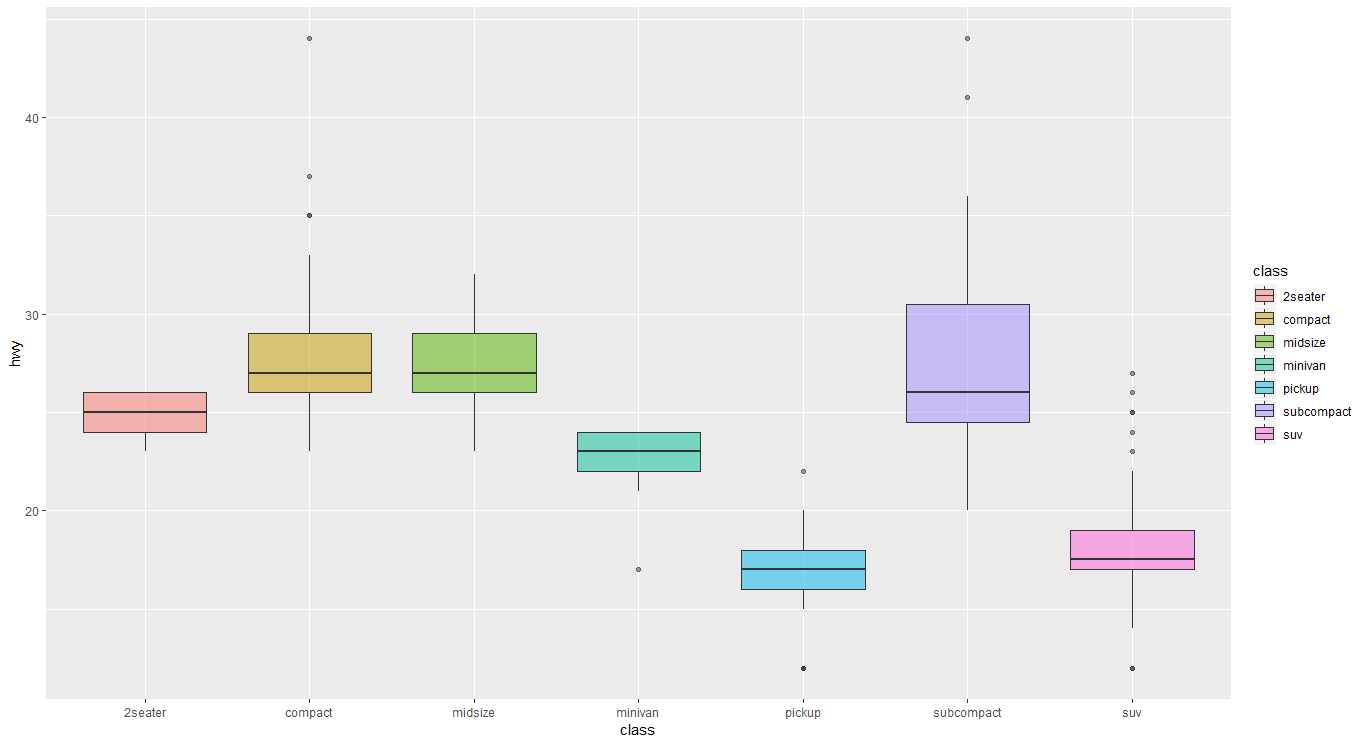 hwy
40
30
20
2seater compact midsize minivan pickup subcompact suv
class
class
2seater
compact
midsize
minivan
pickup
subcompact
suv